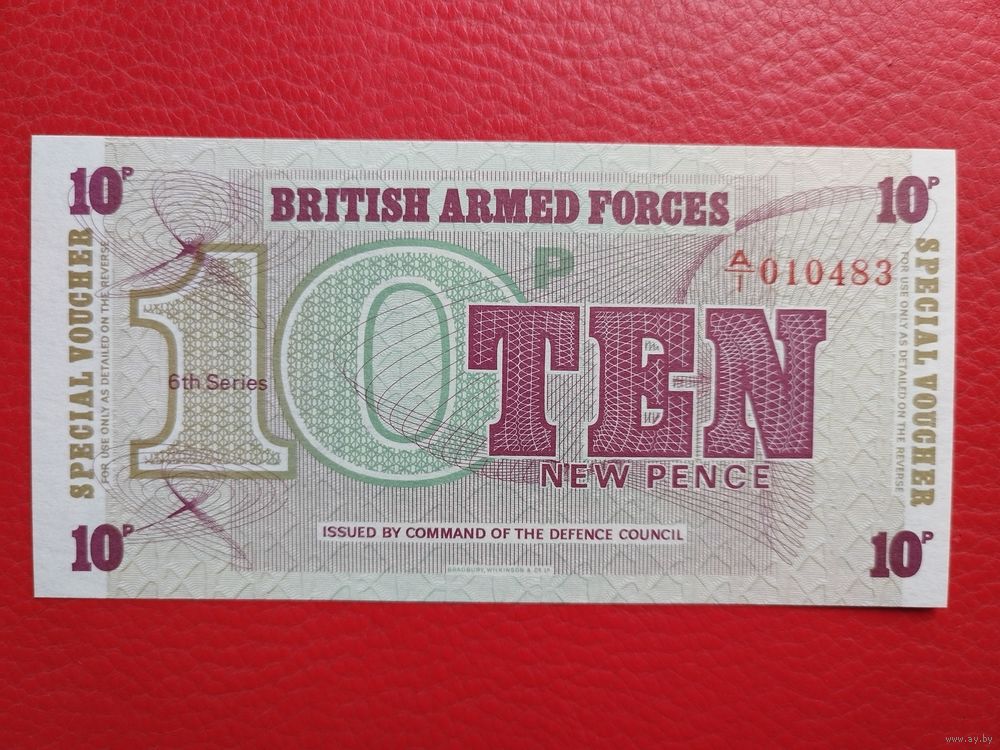 10P
10P
BRITISH ARMED FORCES
A/1 010483
10P
TEN
NEW PENCE
6th Series
SPECIAL VOUCHER
FOR USE ONLY AS DETAILED ON THE REVERSE
SPECIAL VOUCHER
FOR USE ONLY AS DETAILED ON THE REVERSE
ISSUED BY COMMAND OF THE DEFENCE COUNCIL
10P
10P
BRADBURY, WILKINSON & Co Ld
www.ay.by